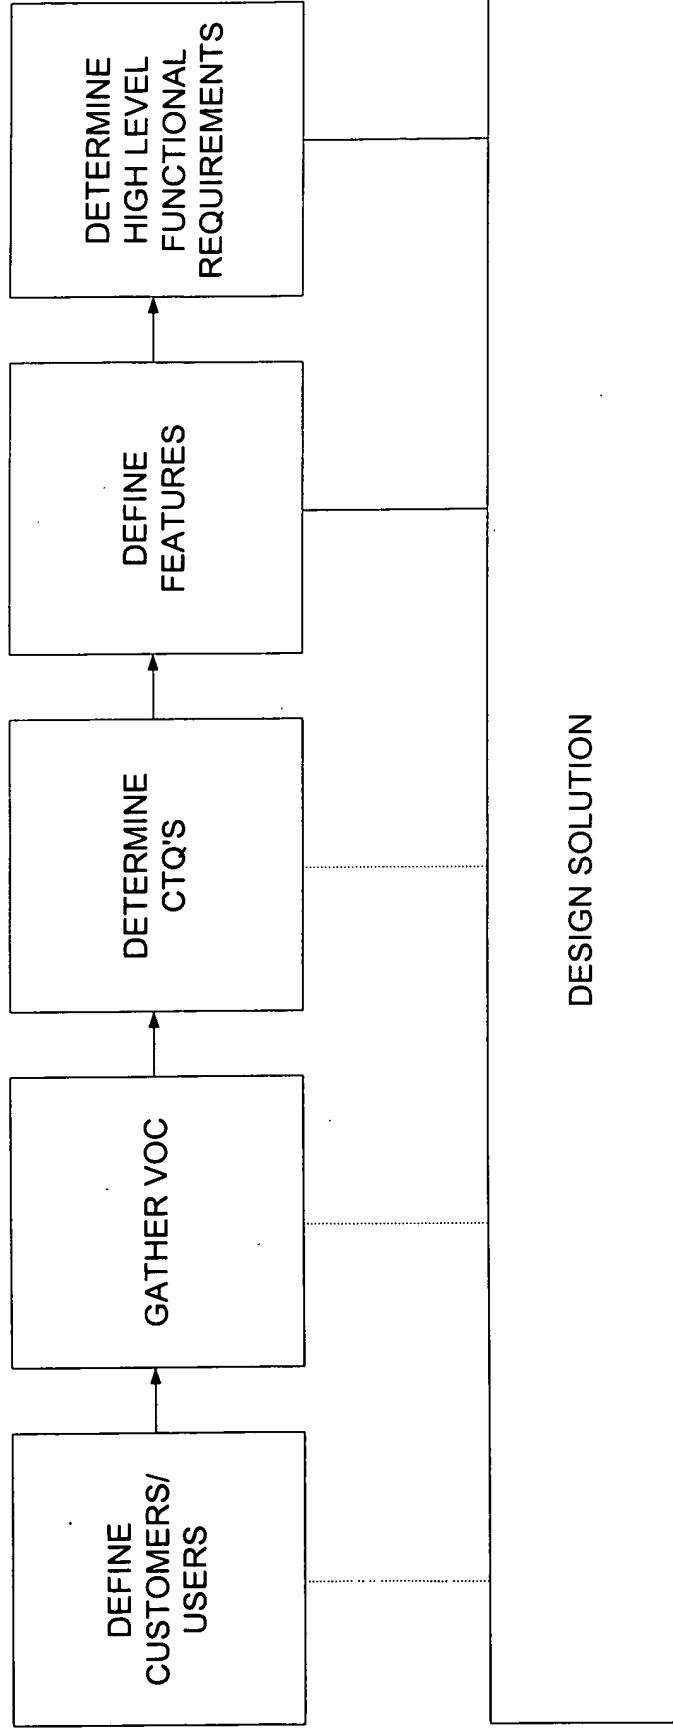 DEFINE
CUSTOMERS/
USERS
GATHER VOC
DETERMINE
CTQ'S
DEFINE
FEATURES
DETERMINE
HIGH LEVEL
FUNCTIONAL
REQUIREMENTS
DESIGN SOLUTION